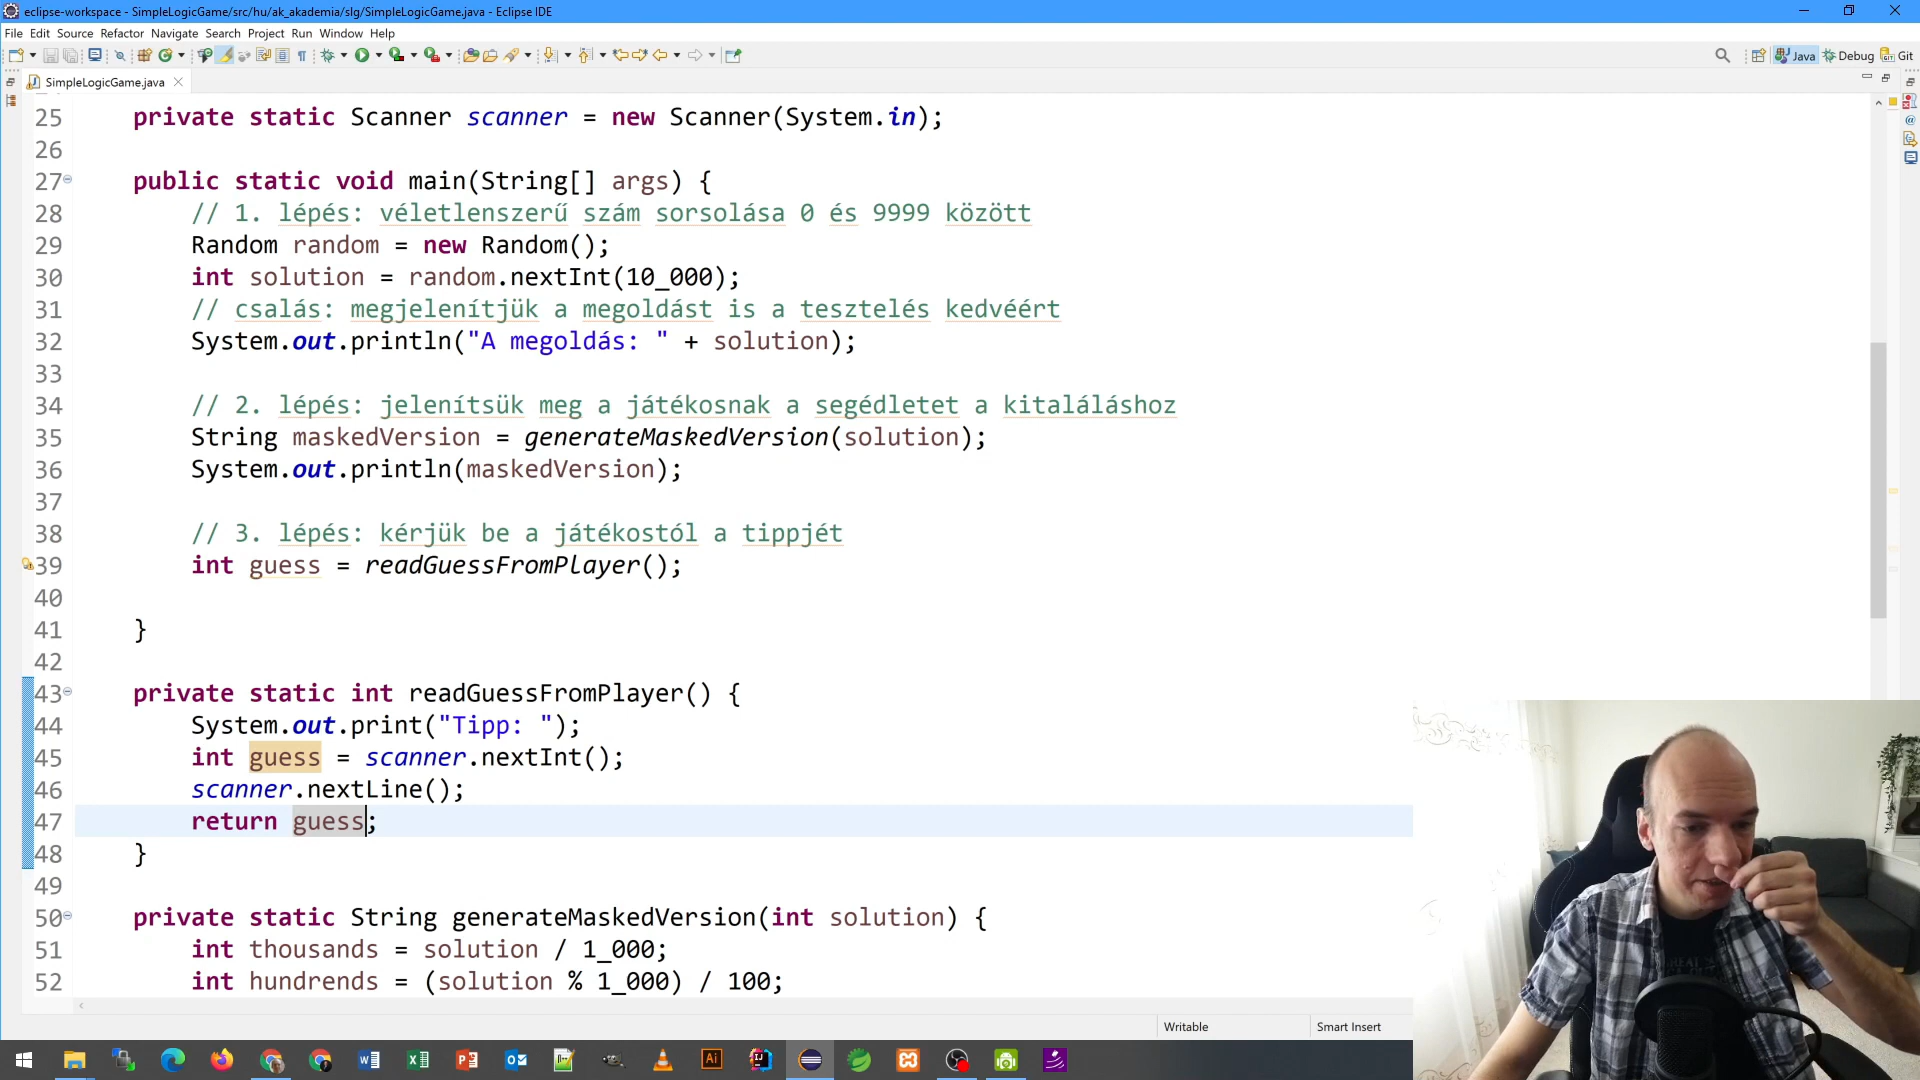 eclipse-workspace - SimpleLogicGame/src/hu/ak_akademia/slg/SimpleLogicGame.java - Eclipse IDE
File Edit Source Refactor Navigate Search Project Run Window Help
Java Debug Git
SimpleLogicGame.java
25 private static Scanner scanner = new Scanner(System.in);
26
27 public static void main(String[] args) {
28 // 1. lépés: véletlenszerű szám sorsolása 0 és 9999 között
29 Random random = new Random();
30 int solution = random.nextInt(10_000);
31 // csalás: megjelenítjük a megoldást is a tesztelés kedvéért
32 System.out.println("A megoldás: " + solution);
33
34 // 2. lépés: jelenítsük meg a játékosnak a segédletet a kitaláláshoz
35 String maskedVersion = generateMaskedVersion(solution);
36 System.out.println(maskedVersion);
37
38 // 3. lépés: kérjük be a játékostól a tippjét
39 int guess = readGuessFromPlayer();
40
41 }
42
43 private static int readGuessFromPlayer() {
44 System.out.print("Tipp: ");
45 int guess = scanner.nextInt();
46 scanner.nextLine();
47 return guess;
48 }
49
50 private static String generateMaskedVersion(int solution) {
51 int thousands = solution / 1_000;
52 int hundrends = (solution % 1_000) / 100;
Writable Smart Insert